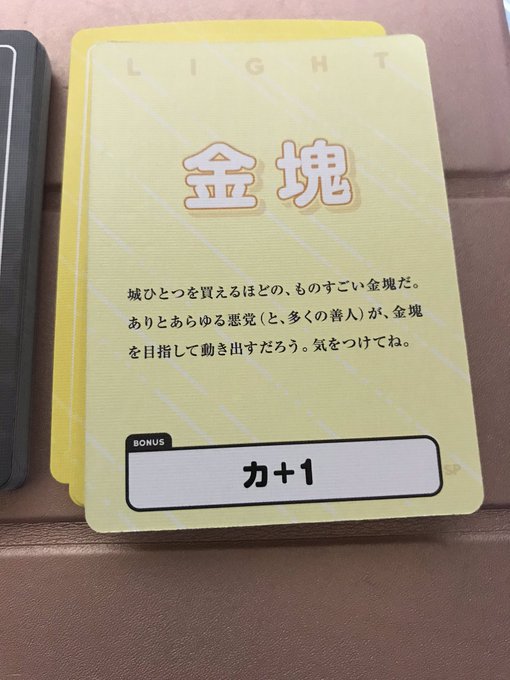 LIGHT
金塊
城ひとつを買えるほどの、ものすごい金塊だ。
ありとあらゆる悪党（と、多くの善人）が、金塊
を目指して動き出すだろう。気をつけてね。
BONUS
力＋1
SP